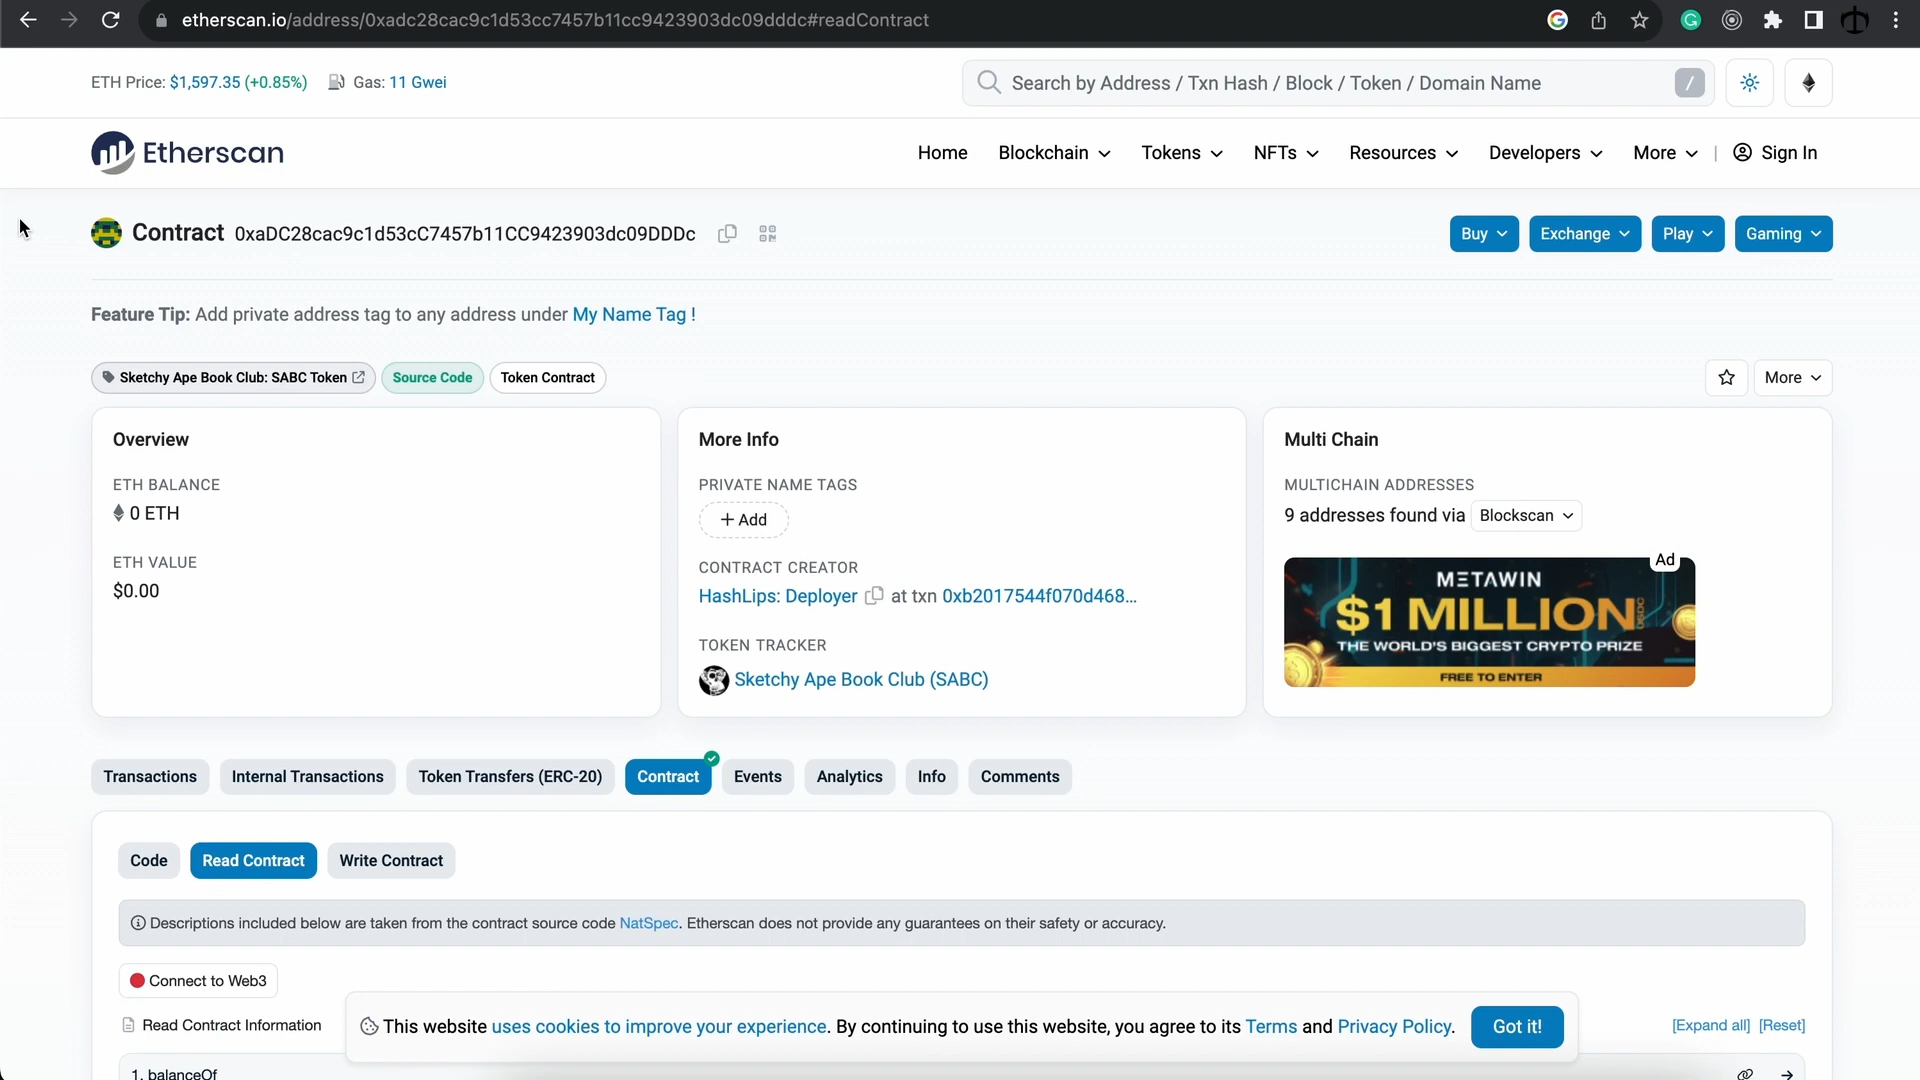 etherscan.io/address/0xadc28cac9c1d53cc7457b11cc9423903dc09dddc#readContract
ETH Price: $1,597.35 (+0.85%) Gas: 11 Gwei
Search by Address / Txn Hash / Block / Token / Domain Name /
Etherscan
Home Blockchain Tokens NFTs Resources Developers More | Sign In
Contract 0xaDC28cac9c1d53cC7457b11CC9423903dc09DDDc
Buy Exchange Play Gaming
Feature Tip: Add private address tag to any address under My Name Tag !
Sketchy Ape Book Club: SABC Token Source Code Token Contract
More
Overview
ETH BALANCE
0 ETH
ETH VALUE
$0.00
More Info
PRIVATE NAME TAGS
+ Add
CONTRACT CREATOR
HashLips: Deployer at txn 0xb2017544f070d468...
TOKEN TRACKER
Sketchy Ape Book Club (SABC)
Multi Chain
MULTICHAIN ADDRESSES
9 addresses found via Blockscan
Ad
METAWIN
$1 MILLION USDC
THE WORLD'S BIGGEST CRYPTO PRIZE
FREE TO ENTER
Transactions Internal Transactions Token Transfers (ERC-20) Contract Events Analytics Info Comments
Code Read Contract Write Contract
Descriptions included below are taken from the contract source code NatSpec. Etherscan does not provide any guarantees on their safety or accuracy.
Connect to Web3
Read Contract Information
[Expand all] [Reset]
This website uses cookies to improve your experience. By continuing to use this website, you agree to its Terms and Privacy Policy.
Got it!
1. balanceOf